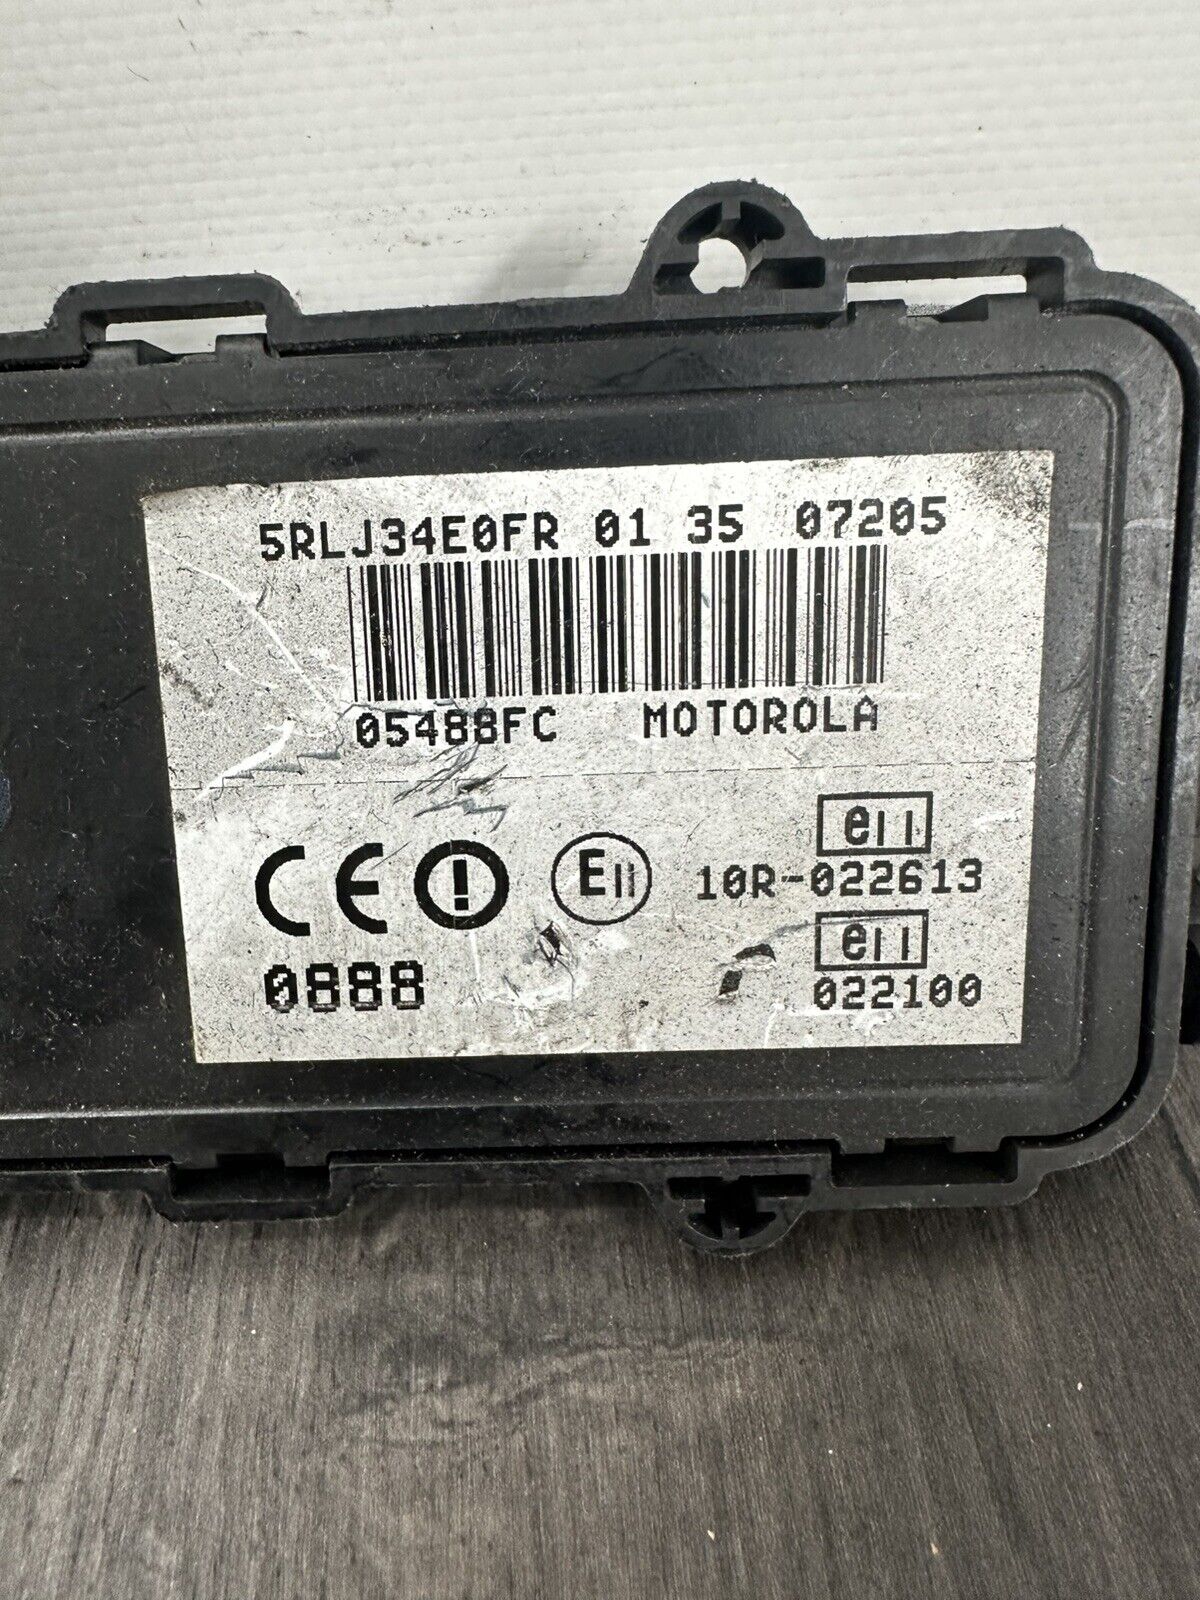 5RLJ34E0FR 01 35 07205
05488FC MOTOROLA
CE E11 e11
10R-022613
e11
0888 022100